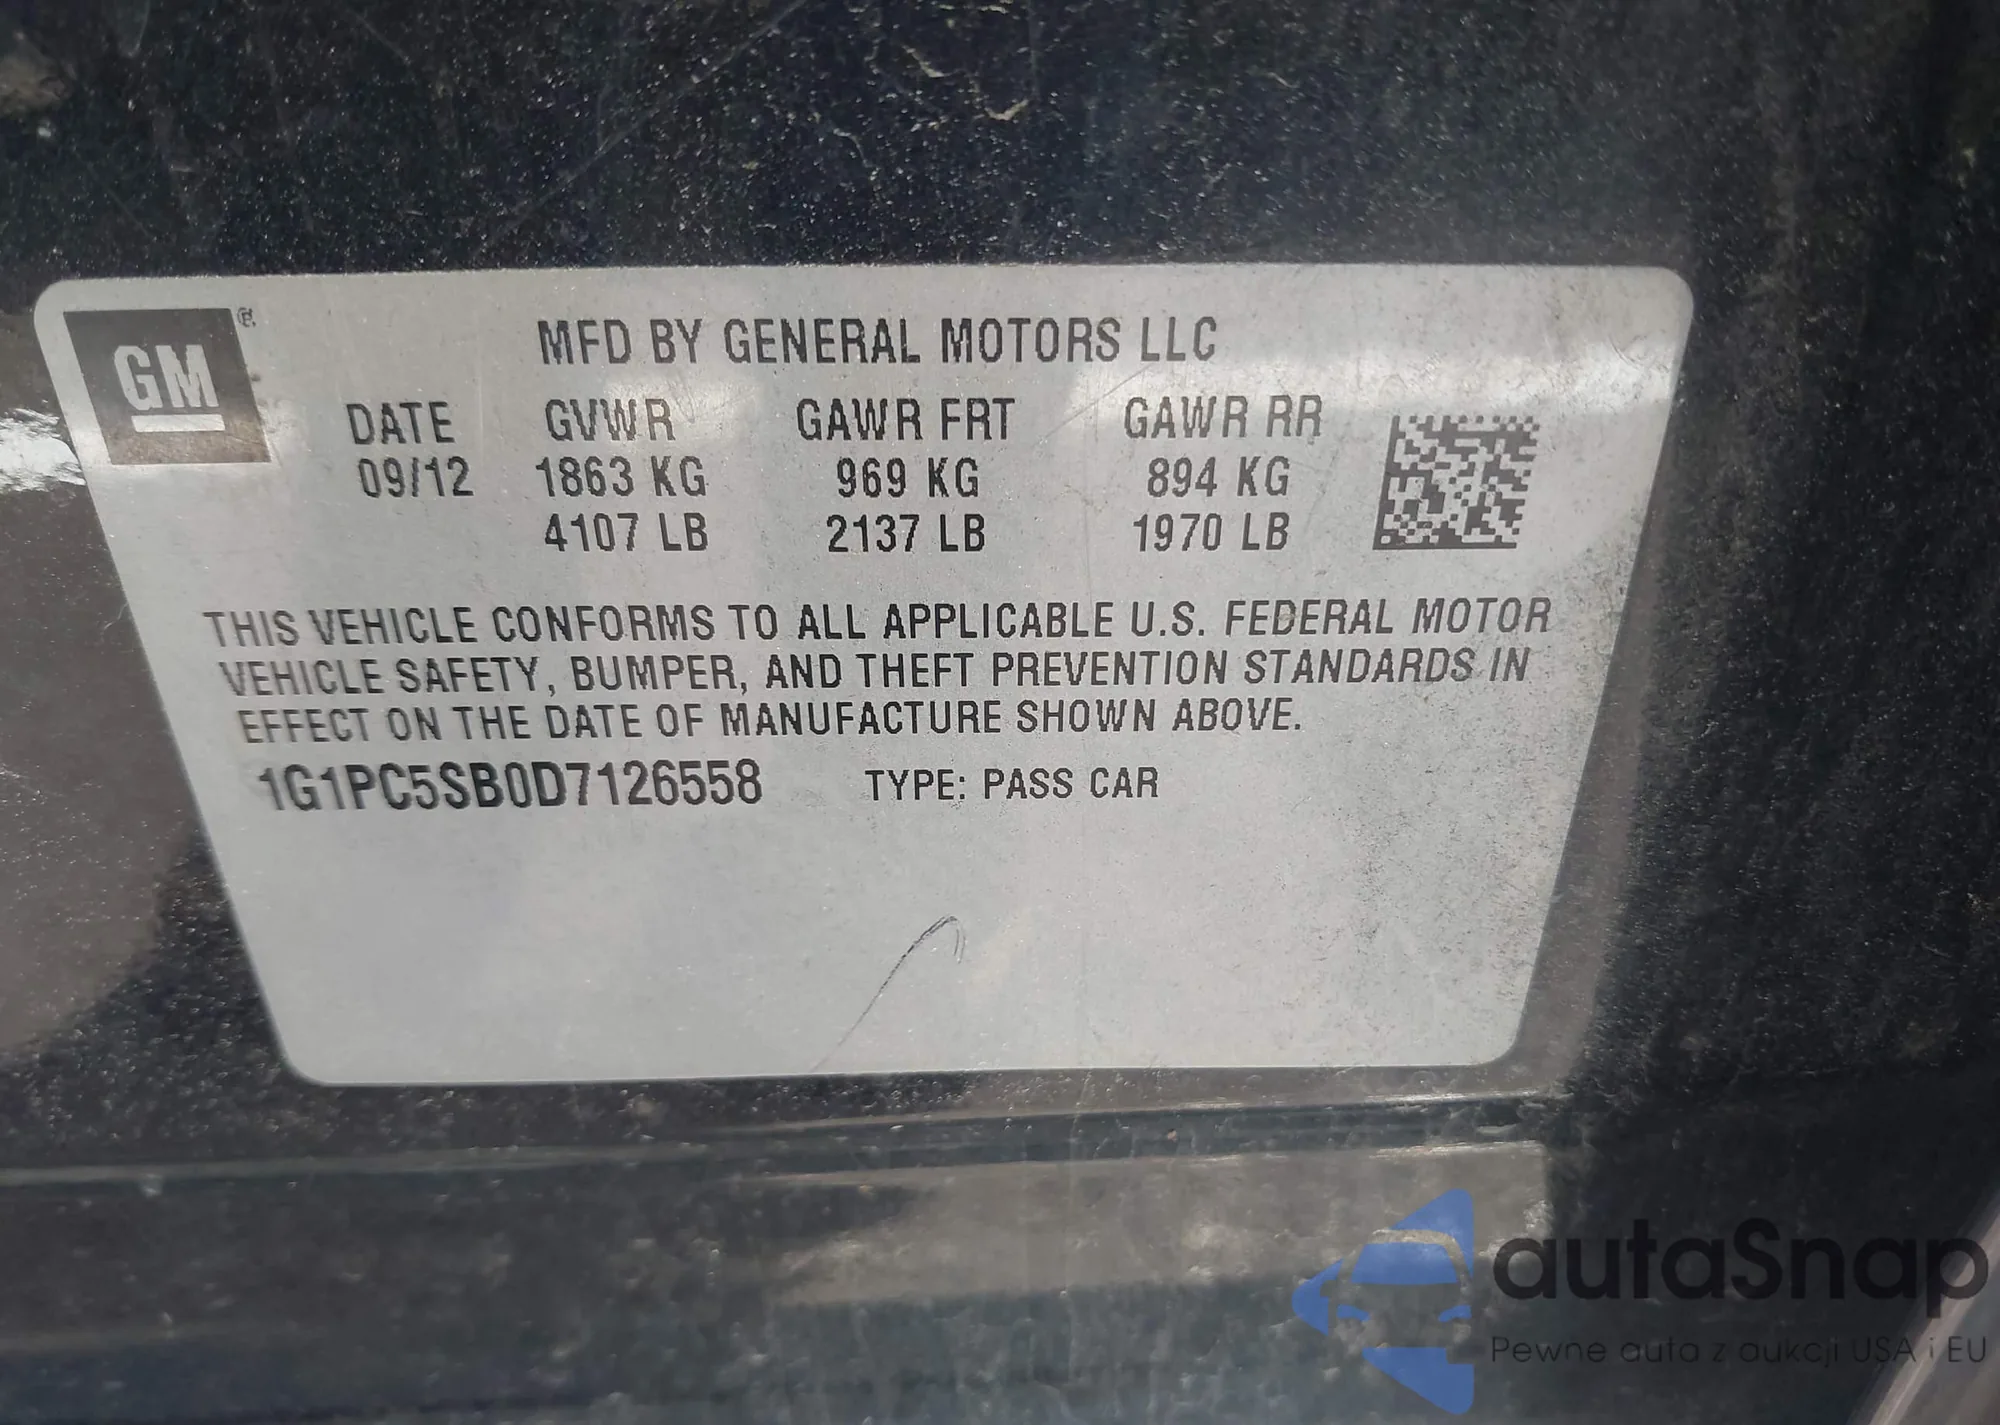 GM ®
MFD BY GENERAL MOTORS LLC
DATE GVWR GAWR FRT GAWR RR
09/12 1863 KG 969 KG 894 KG
4107 LB 2137 LB 1970 LB
THIS VEHICLE CONFORMS TO ALL APPLICABLE U.S. FEDERAL MOTOR
VEHICLE SAFETY, BUMPER, AND THEFT PREVENTION STANDARDS IN
EFFECT ON THE DATE OF MANUFACTURE SHOWN ABOVE.
1G1PC5SB0D7126558 TYPE: PASS CAR
autaSnap
Pewne auta z aukcji USA i EU